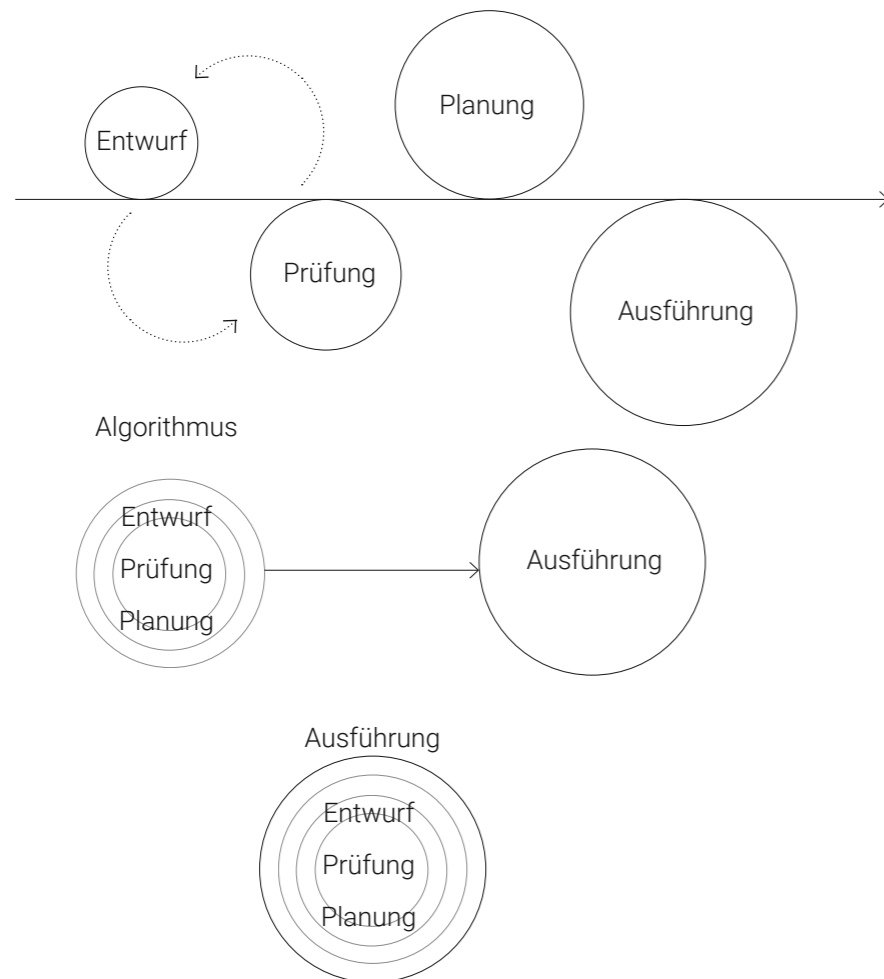 Planung
Entwurf
Prüfung
Ausführung
Algorithmus
Entwurf
Prüfung
Planung
Ausführung
Ausführung
Entwurf
Prüfung
Planung